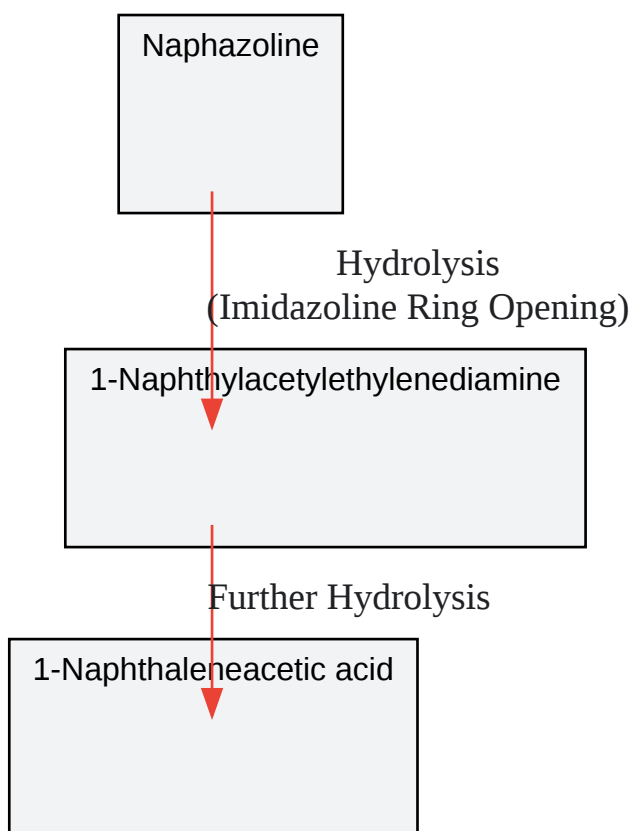 Naphazoline
Hydrolysis
(Imidazoline Ring Opening)
1-Naphthylacetylethylenediamine
Further Hydrolysis
1-Naphthaleneacetic acid